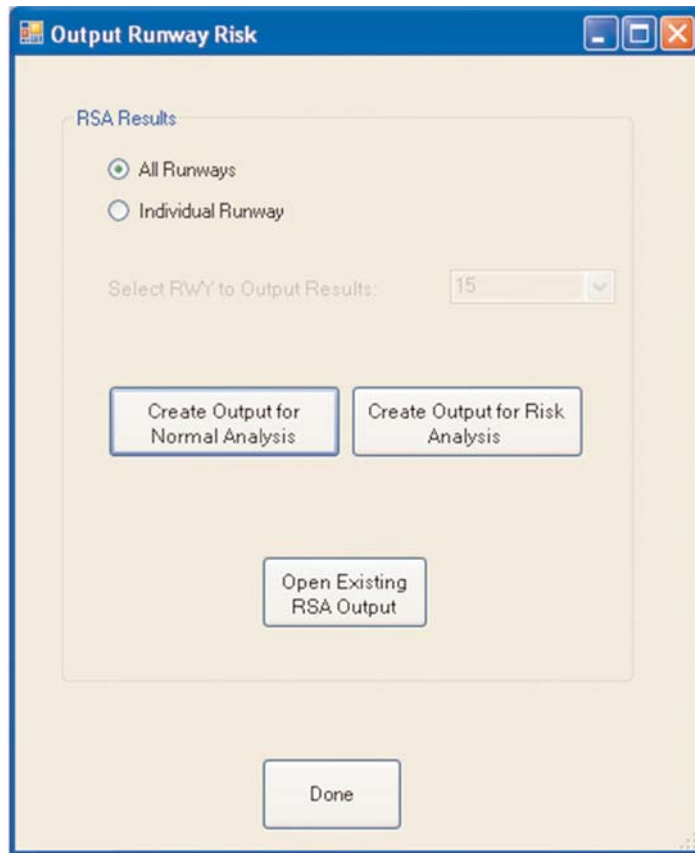 Output Runway Risk
RSA Results
All Runways
Individual Runway
Select RWY to Output Results:
15
Create Output for
Normal Analysis
Create Output for Risk
Analysis
Open Existing
RSA Output
Done